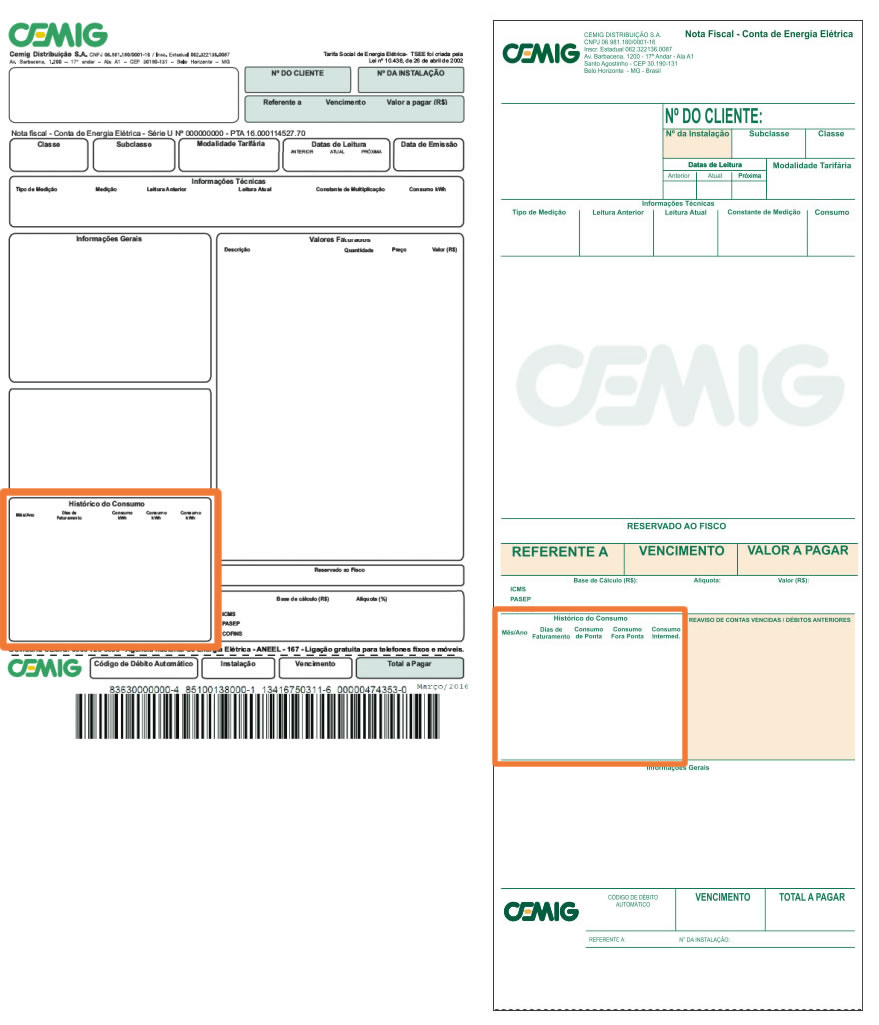 CEMIG
Cemig Distribuição S.A. CNPJ 06.981.180/0001-16 / Insc. Estadual 062.322136.0087
Av. Barbacena, 1200 - 17º andar - Ala A1 - CEP 30190-131 - Belo Horizonte - MG
Tarifa Social de Energia Elétrica- TSEE foi criada pela
Lei nº 10.438, de 26 de abril de 2002
Nº DO CLIENTE
Nº DA INSTALAÇÃO
Referente a
Vencimento
Valor a pagar (R$)
Nota fiscal - Conta de Energia Elétrica - Série U Nº 000000000 - PTA 16.000114527.70
Classe
Subclasse
Modalidade Tarifária
Datas de Leitura
ANTERIOR ATUAL PRÓXIMA
Data de Emissão
Informações Técnicas
Tipo de Medição
Medição
Leitura Anterior
Leitura Atual
Constante de Multiplicação
Consumo kWh
Informações Gerais
Valores Faturados
Descrição
Quantidade
Preço
Valor (R$)
Histórico do Consumo
Mês/Ano
Dias de
Faturamento
Consumo
kWh
Consumo
kWh
Consumo
kWh
Reservado ao Fisco
Base de cálculo (R$)
Alíquota (%)
ICMS
PASEP
COFINS
Elétrica - ANEEL - 167 - Ligação gratuita para telefones fixos e móveis.
CEMIG
Código de Débito Automático
Instalação
Vencimento
Total a Pagar
Março/2016
83630000000-4 85100138000-1 13416750311-6 00000474353-0
CEMIG
CEMIG DISTRIBUIÇÃO S.A.
CNPJ 06.981.180/0001-16
Inscr. Estadual 062.322136.0087
Av. Barbacena, 1200 - 17º Andar - Ala A1
Santo Agostinho - CEP 30.190-131
Belo Horizonte - MG - Brasil
Nota Fiscal - Conta de Energia Elétrica
Nº DO CLIENTE:
Nº da Instalação
Subclasse
Classe
Datas de Leitura
Anterior
Atual
Próxima
Modalidade Tarifária
Informações Técnicas
Tipo de Medição
Leitura Anterior
Leitura Atual
Constante de Medição
Consumo
CEMIG
RESERVADO AO FISCO
REFERENTE A
VENCIMENTO
VALOR A PAGAR
Base de Cálculo (R$):
Alíquota:
Valor (R$):
ICMS
PASEP
Histórico do Consumo
Mês/Ano
Dias de
Faturamento
Consumo
de Ponta
Consumo
Fora Ponta
Consumo
Intermed.
REAVISO DE CONTAS VENCIDAS / DÉBITOS ANTERIORES
Informações Gerais
CEMIG
CÓDIGO DE DÉBITO
AUTOMÁTICO
VENCIMENTO
TOTAL A PAGAR
REFERENTE A:
N° DA INSTALAÇÃO: